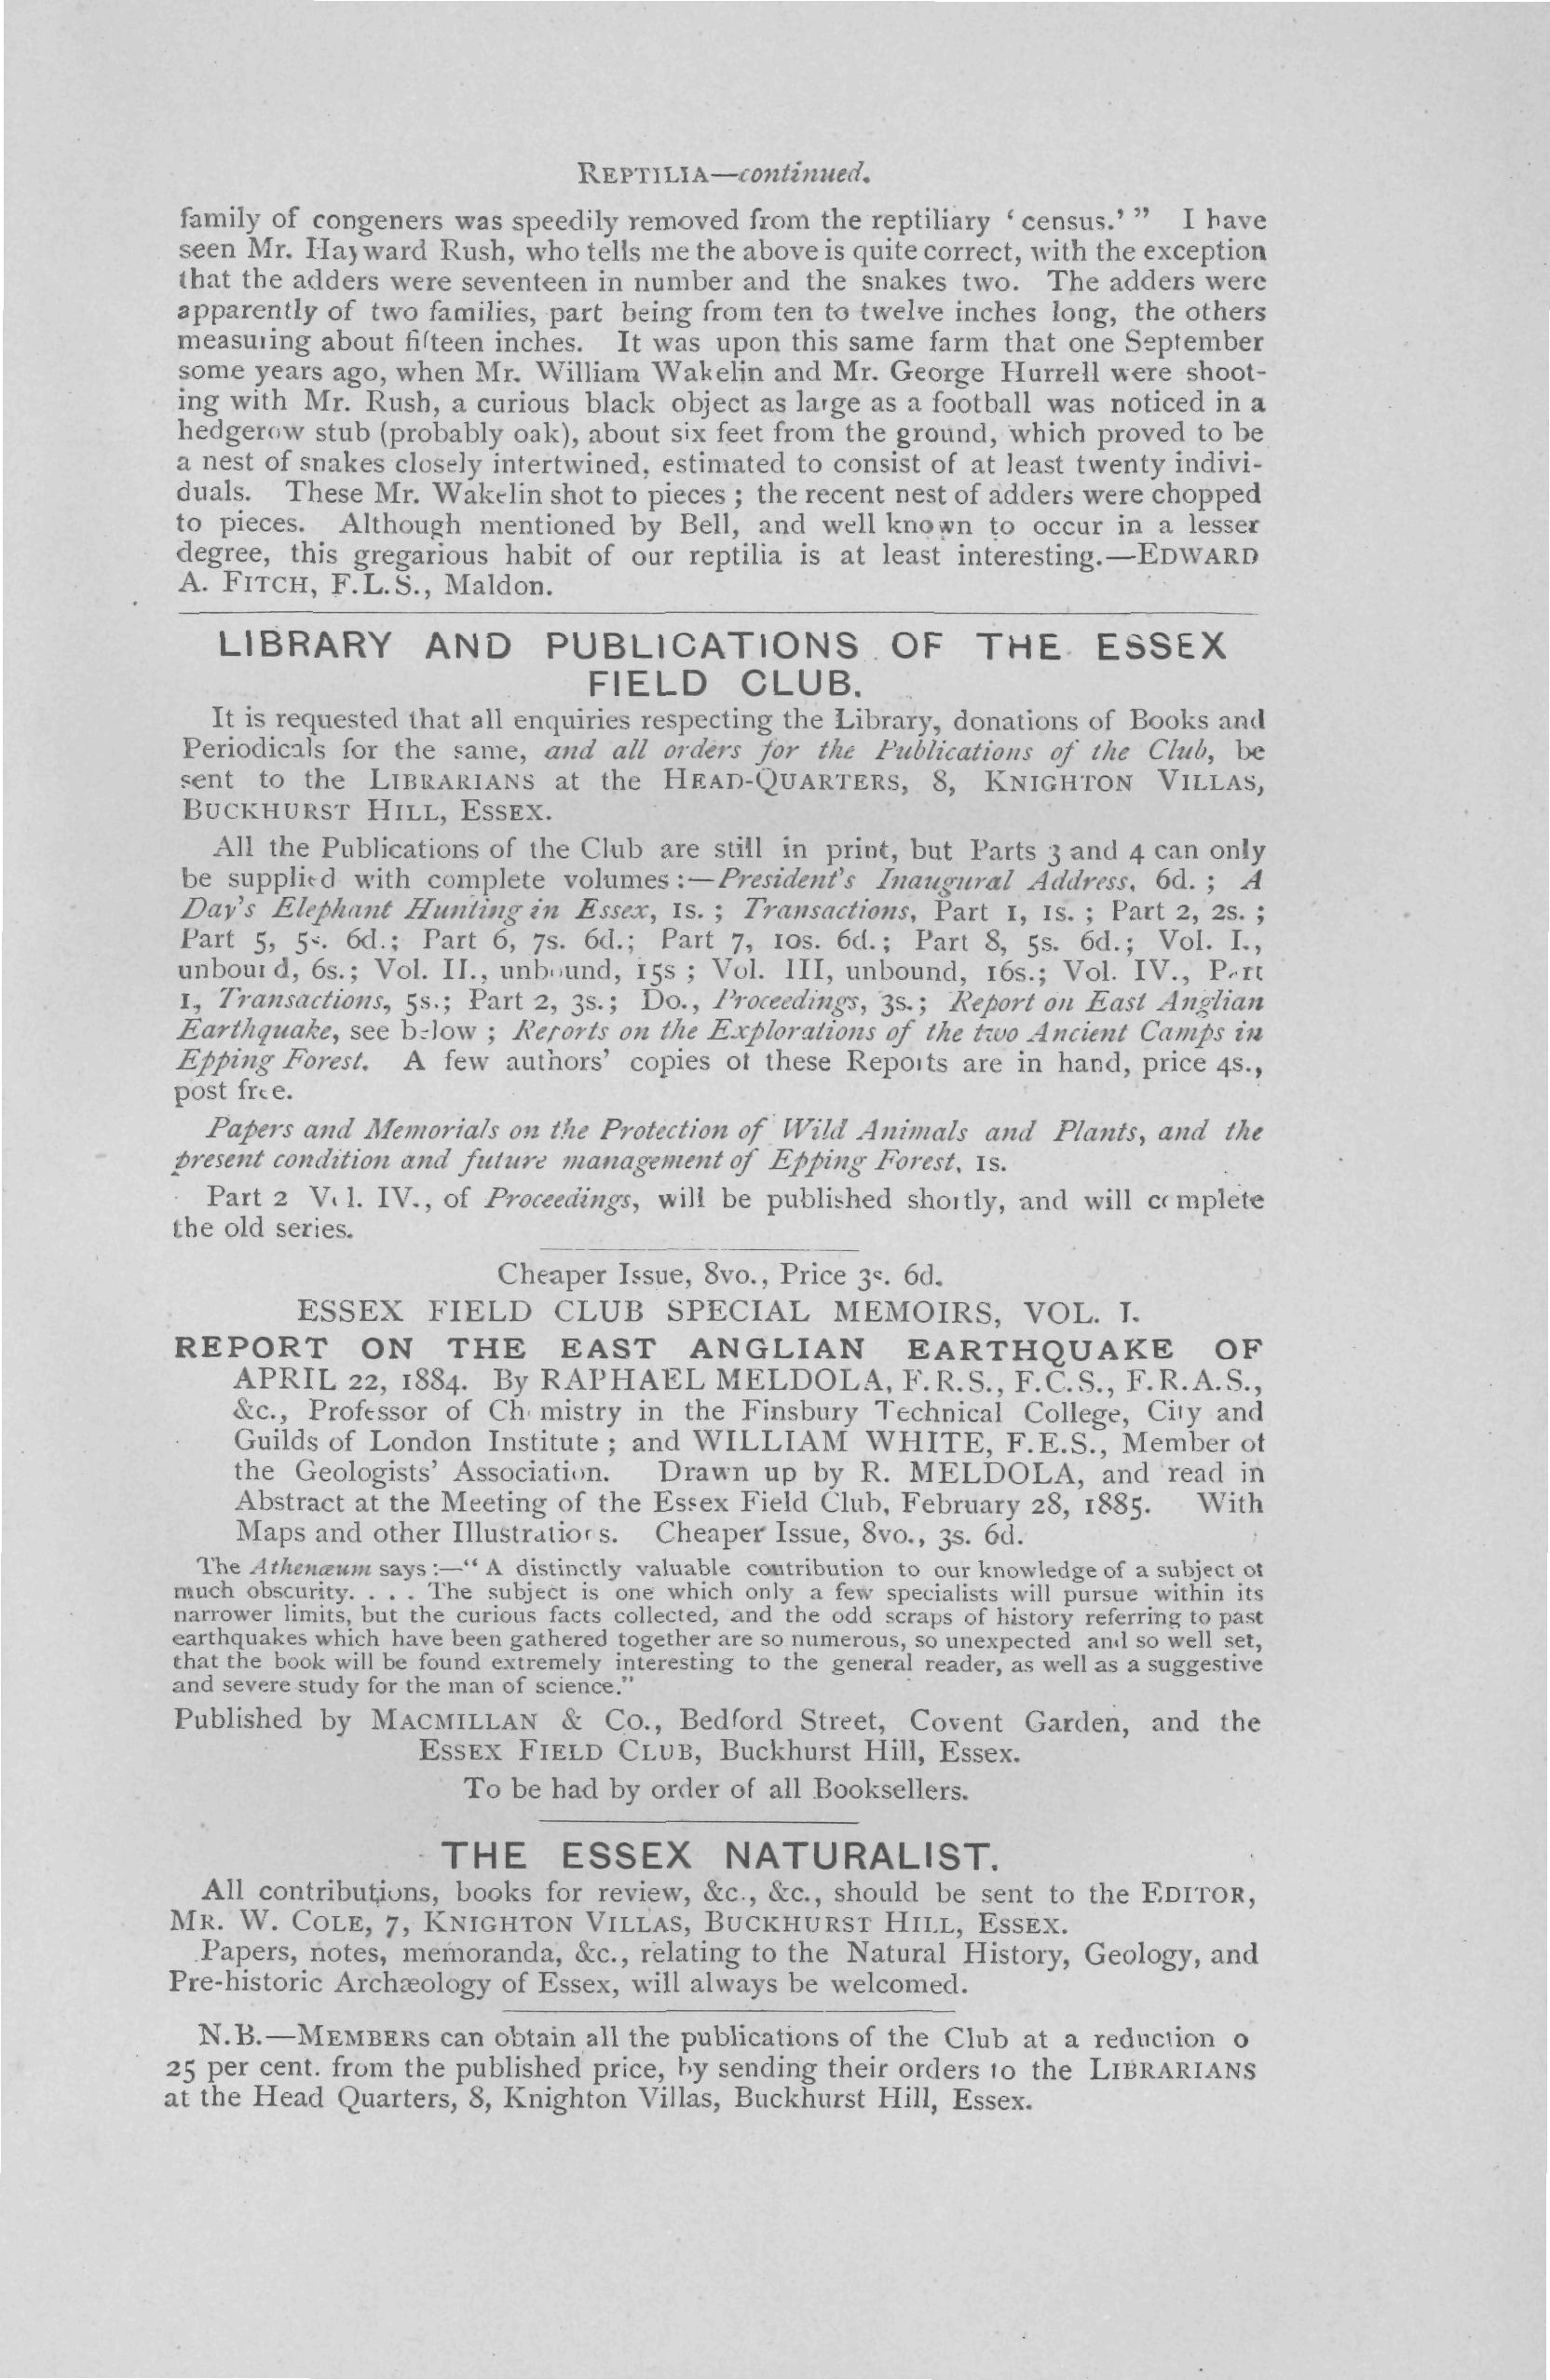 REPTILIA—continued.
family of congeners was speedily removed from the reptiliary ‘census.’” I have
seen Mr. Hayward Rush, who tells me the above is quite correct, with the exception
that the adders were seventeen in number and the snakes two. The adders were
apparently of two families, part being from ten to twelve inches long, the others
measuring about fifteen inches. It was upon this same farm that one September
some years ago, when Mr. William Wakelin and Mr. George Hurrell were shoot-
ing with Mr. Rush, a curious black object as large as a football was noticed in a
hedgerow stub (probably oak), about six feet from the ground, which proved to be
a nest of snakes closely intertwined, estimated to consist of at least twenty indivi-
duals. These Mr. Wakelin shot to pieces ; the recent nest of adders were chopped
to pieces. Although mentioned by Bell, and well known to occur in a lesser
degree, this gregarious habit of our reptilia is at least interesting.—EDWARD
A. FITCH, F.L.S., Maldon.
LIBRARY AND PUBLICATIONS OF THE ESSEX
FIELD CLUB.
It is requested that all enquiries respecting the Library, donations of Books and
Periodicals for the same, and all orders for the Publications of the Club, be
sent to the LIBRARIANS at the HEAD-QUARTERS, 8, KNIGHTON VILLAS,
BUCKHURST HILL, ESSEX.
All the Publications of the Club are still in print, but Parts 3 and 4 can only
be supplied with complete volumes :—President's Inaugural Address, 6d. ; A
Day's Elephant Hunting in Essex, 1s. ; Transactions, Part 1, 1s. ; Part 2, 2s. ;
Part 5, 5s. 6d.; Part 6, 7s. 6d.; Part 7, 10s. 6d.; Part 8, 5s. 6d.; Vol. I.,
unbound, 6s.; Vol. II., unbound, 15s ; Vol. III, unbound, 16s.; Vol. IV., Part
1, Transactions, 5s.; Part 2, 3s.; Do., Proceedings, 3s.; Report on East Anglian
Earthquake, see below ; Reports on the Explorations of the two Ancient Camps in
Epping Forest. A few authors’ copies of these Reports are in hand, price 4s.,
post free.
Papers and Memorials on the Protection of Wild Animals and Plants, and the
present condition and future management of Epping Forest, 1s.
Part 2 Vol. IV., of Proceedings, will be published shortly, and will complete
the old series.
Cheaper Issue, 8vo., Price 3s. 6d.
ESSEX FIELD CLUB SPECIAL MEMOIRS, VOL. I.
REPORT ON THE EAST ANGLIAN EARTHQUAKE OF
APRIL 22, 1884. By RAPHAEL MELDOLA, F.R.S., F.C.S., F.R.A.S.,
&c., Professor of Chemistry in the Finsbury Technical College, City and
Guilds of London Institute ; and WILLIAM WHITE, F.E.S., Member of
the Geologists’ Association. Drawn up by R. MELDOLA, and read in
Abstract at the Meeting of the Essex Field Club, February 28, 1885. With
Maps and other Illustrations. Cheaper Issue, 8vo., 3s. 6d.
The Athenæum says :—“ A distinctly valuable contribution to our knowledge of a subject of
much obscurity. . . . The subject is one which only a few specialists will pursue within its
narrower limits, but the curious facts collected, and the odd scraps of history referring to past
earthquakes which have been gathered together are so numerous, so unexpected and so well set,
that the book will be found extremely interesting to the general reader, as well as a suggestive
and severe study for the man of science.”
Published by MACMILLAN & CO., Bedford Street, Covent Garden, and the
ESSEX FIELD CLUB, Buckhurst Hill, Essex.
To be had by order of all Booksellers.
THE ESSEX NATURALIST.
All contributions, books for review, &c., &c., should be sent to the EDITOR,
MR. W. COLE, 7, KNIGHTON VILLAS, BUCKHURST HILL, ESSEX.
Papers, notes, memoranda, &c., relating to the Natural History, Geology, and
Pre-historic Archæology of Essex, will always be welcomed.
N.B.—MEMBERS can obtain all the publications of the Club at a reduction o
25 per cent. from the published price, by sending their orders to the LIBRARIANS
at the Head Quarters, 8, Knighton Villas, Buckhurst Hill, Essex.